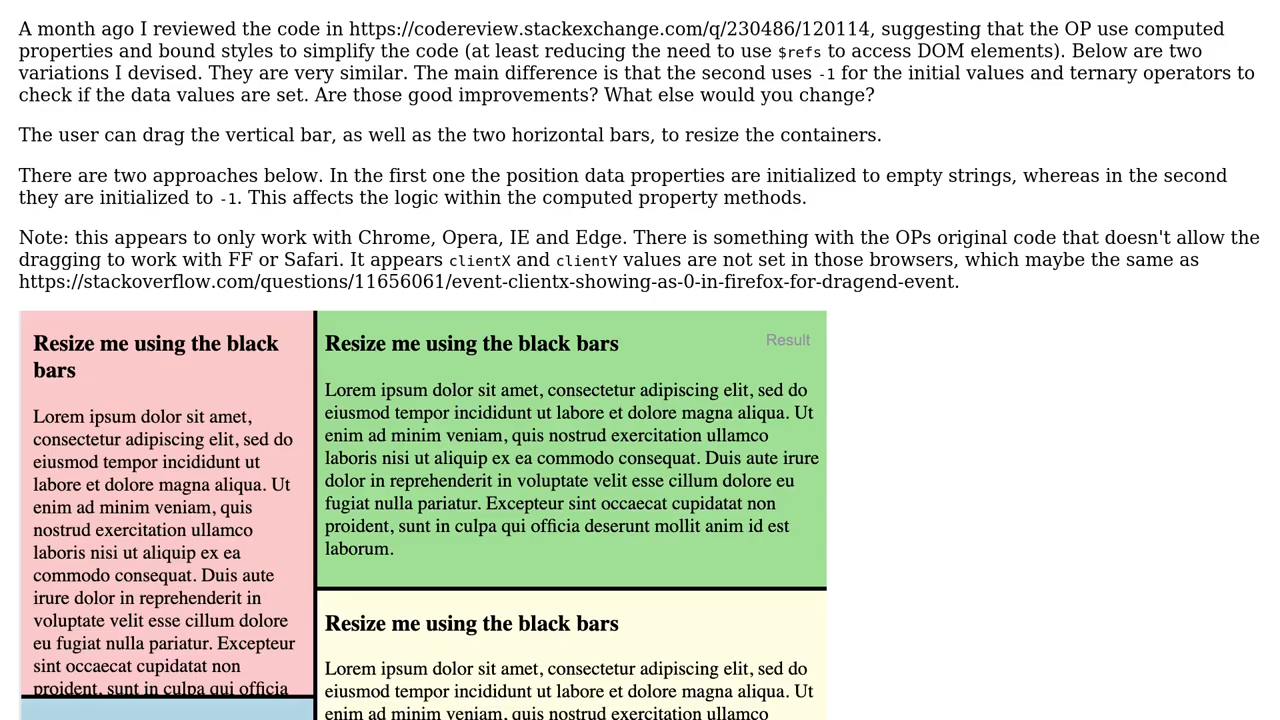 A month ago I reviewed the code in https://codereview.stackexchange.com/q/230486/120114, suggesting that the OP use computed
properties and bound styles to simplify the code (at least reducing the need to use $refs to access DOM elements). Below are two
variations I devised. They are very similar. The main difference is that the second uses -1 for the initial values and ternary operators to
check if the data values are set. Are those good improvements? What else would you change?
The user can drag the vertical bar, as well as the two horizontal bars, to resize the containers.
There are two approaches below. In the first one the position data properties are initialized to empty strings, whereas in the second
they are initialized to -1. This affects the logic within the computed property methods.
Note: this appears to only work with Chrome, Opera, IE and Edge. There is something with the OPs original code that doesn't allow the
dragging to work with FF or Safari. It appears clientX and clientY values are not set in those browsers, which maybe the same as
https://stackoverflow.com/questions/11656061/event-clientx-showing-as-0-in-firefox-for-dragend-event.
Resize me using the black
bars
Lorem ipsum dolor sit amet,
consectetur adipiscing elit, sed do
eiusmod tempor incididunt ut
labore et dolore magna aliqua. Ut
enim ad minim veniam, quis
nostrud exercitation ullamco
laboris nisi ut aliquip ex ea
commodo consequat. Duis aute
irure dolor in reprehenderit in
voluptate velit esse cillum dolore
eu fugiat nulla pariatur. Excepteur
sint occaecat cupidatat non
proident, sunt in culpa qui officia
Resize me using the black bars
Result
Lorem ipsum dolor sit amet, consectetur adipiscing elit, sed do
eiusmod tempor incididunt ut labore et dolore magna aliqua. Ut
enim ad minim veniam, quis nostrud exercitation ullamco
laboris nisi ut aliquip ex ea commodo consequat. Duis aute irure
dolor in reprehenderit in voluptate velit esse cillum dolore eu
fugiat nulla pariatur. Excepteur sint occaecat cupidatat non
proident, sunt in culpa qui officia deserunt mollit anim id est
laborum.
Resize me using the black bars
Lorem ipsum dolor sit amet, consectetur adipiscing elit, sed do
eiusmod tempor incididunt ut labore et dolore magna aliqua. Ut
enim ad minim veniam, quis nostrud exercitation ullamco